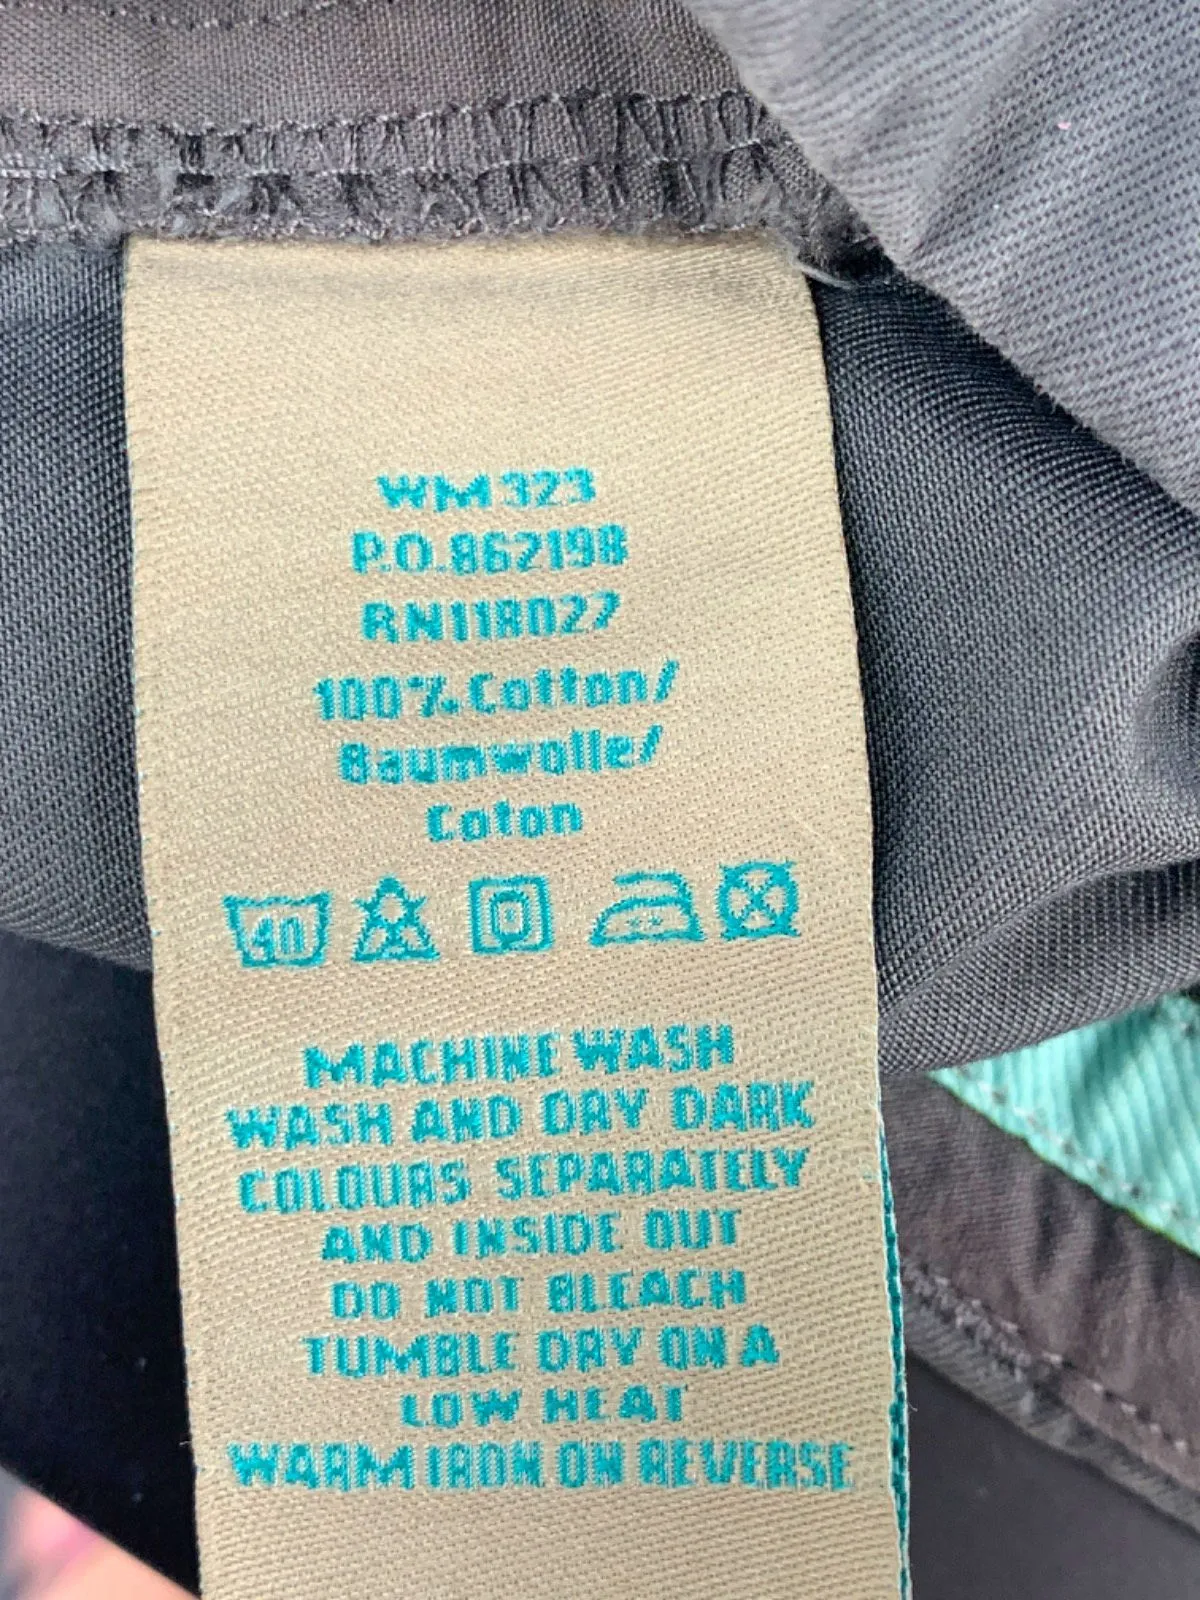 WM323
P.O.862198
RN118027
100% Cotton/
Baumwolle/
Coton
40
MACHINE WASH
WASH AND DRY DARK
COLOURS SEPARATELY
AND INSIDE OUT
DO NOT BLEACH
TUMBLE DRY ON A
LOW HEAT
WARM IRON ON REVERSE